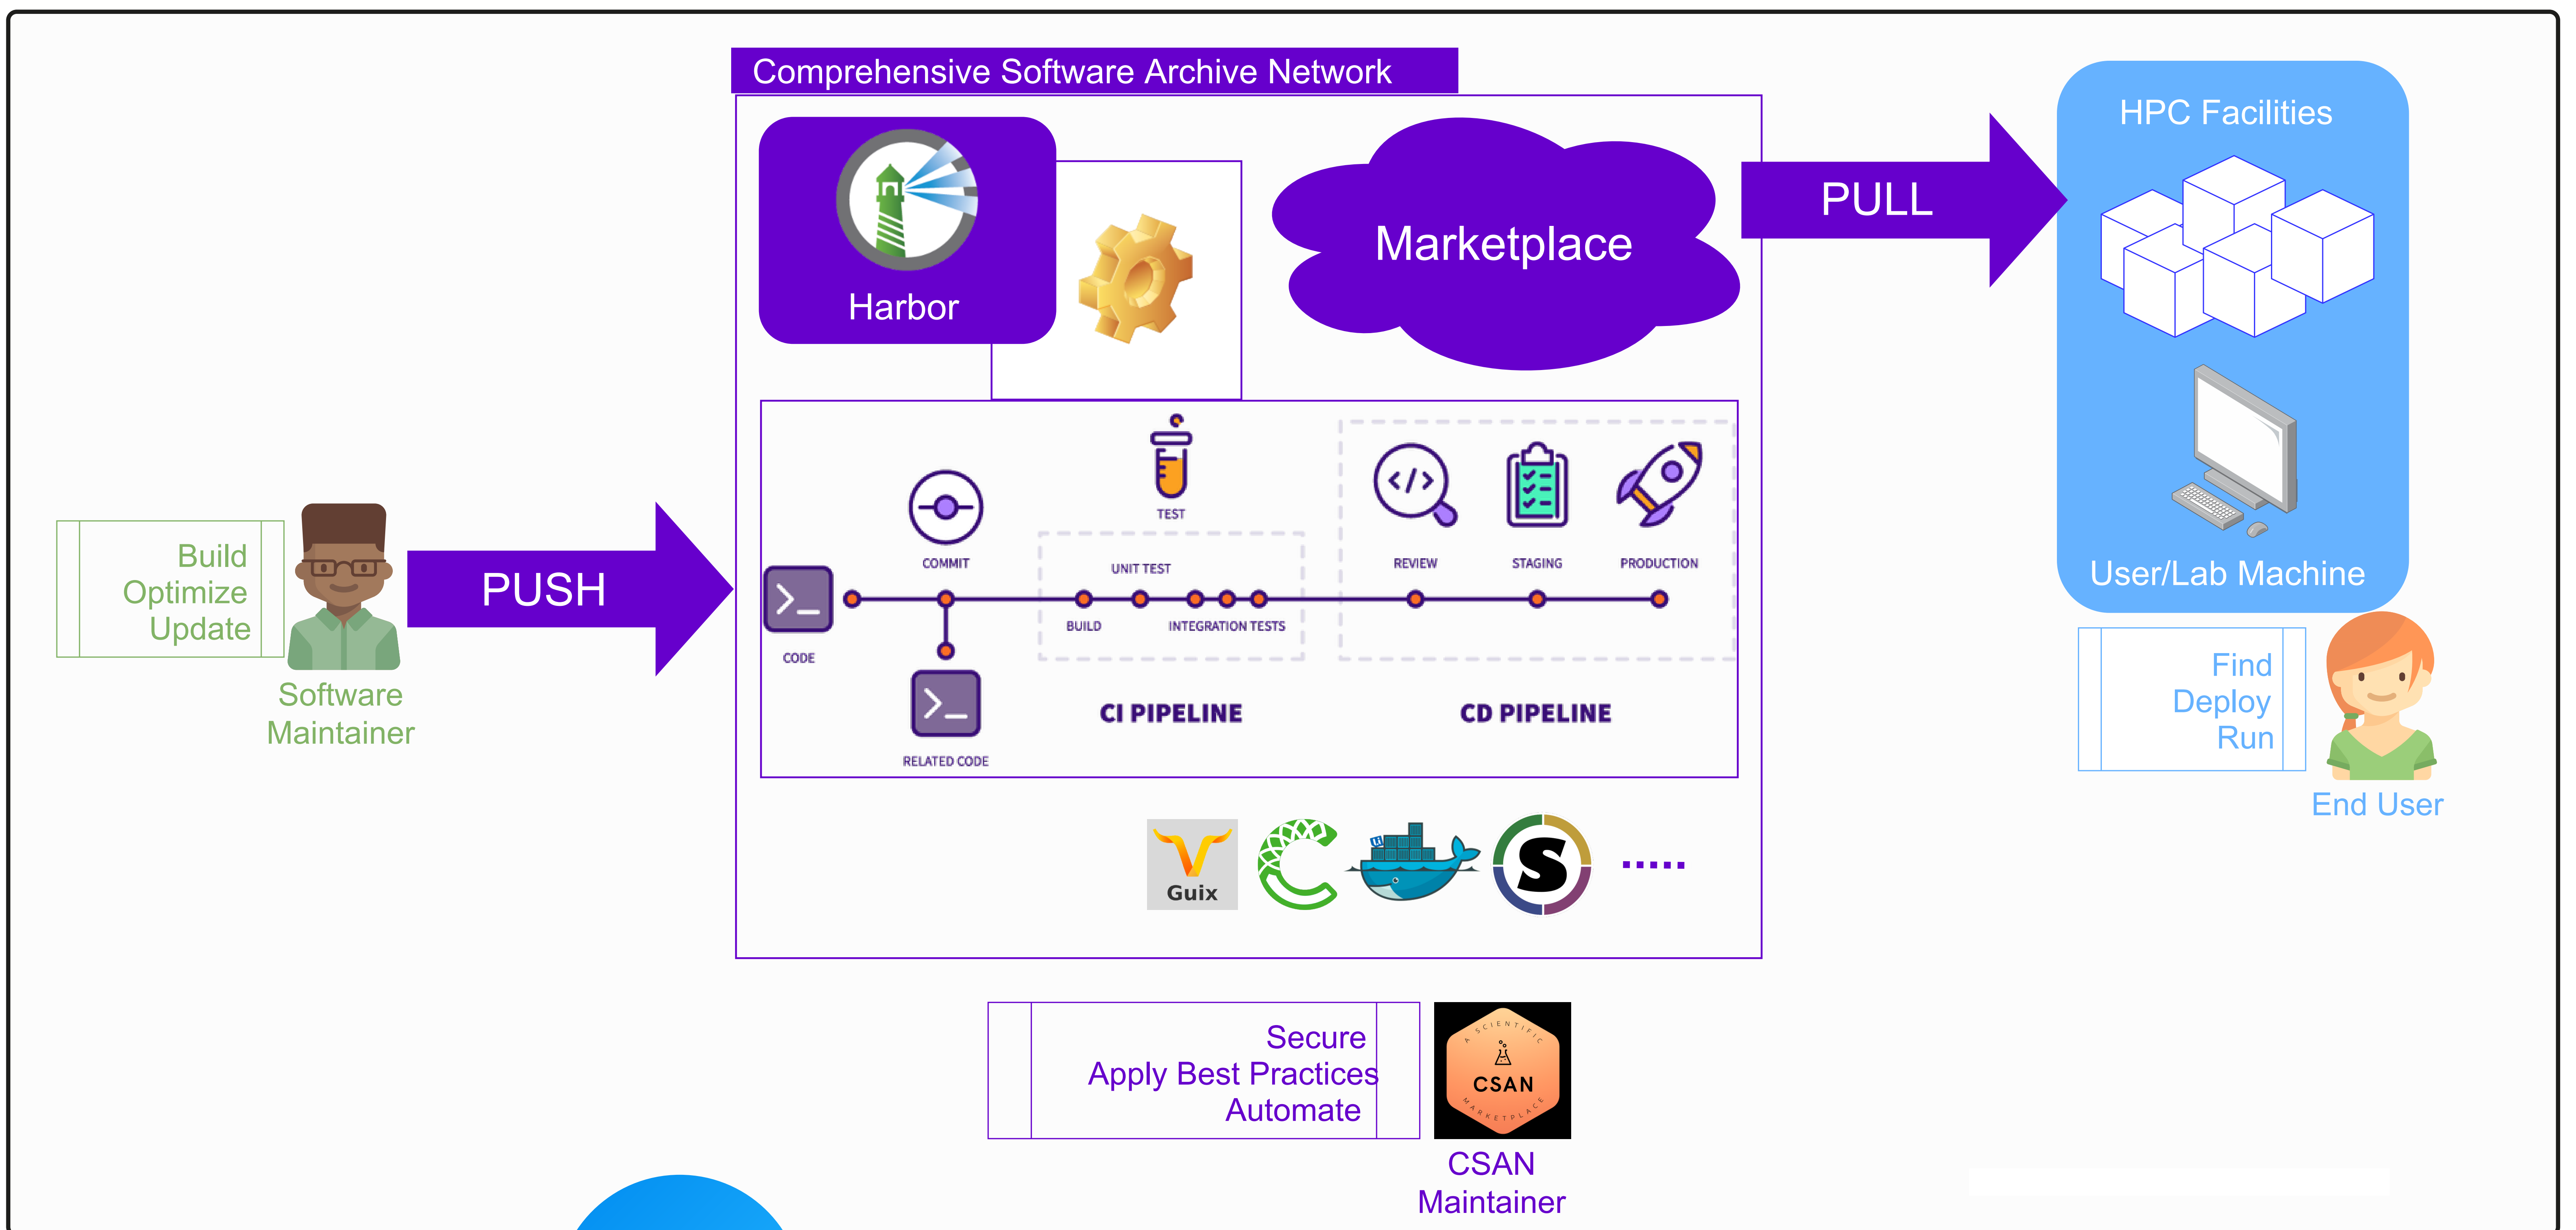 Comprehensive Software Archive Network
Harbor
Marketplace
PULL
HPC Facilities
User/Lab Machine
Find
Deploy
Run
End User
Build
Optimize
Update
Software
Maintainer
PUSH
TEST
COMMIT
UNIT TEST
REVIEW
STAGING
PRODUCTION
BUILD
INTEGRATION TESTS
CODE
CI PIPELINE
CD PIPELINE
RELATED CODE
Guix
S
.....
Secure
Apply Best Practices
Automate
A SCIENTIFIC
CSAN
MARKETPLACE
CSAN
Maintainer